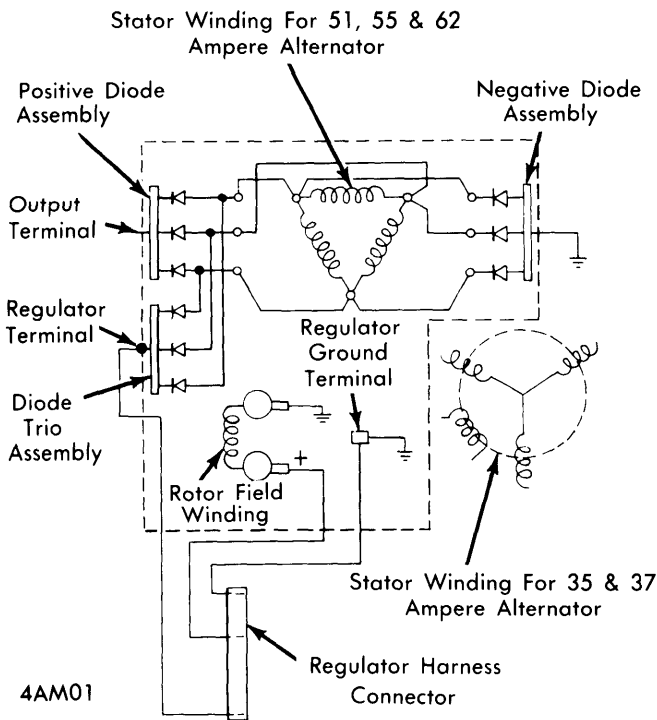 Stator Winding For 51, 55 & 62
Ampere Alternator
Positive Diode
Assembly
Negative Diode
Assembly
Output
Terminal
Regulator
Terminal
Regulator
Ground
Terminal
Diode
Trio
Assembly
+
Rotor Field
Winding
Stator Winding For 35 & 37
Ampere Alternator
Regulator Harness
Connector
4AM01